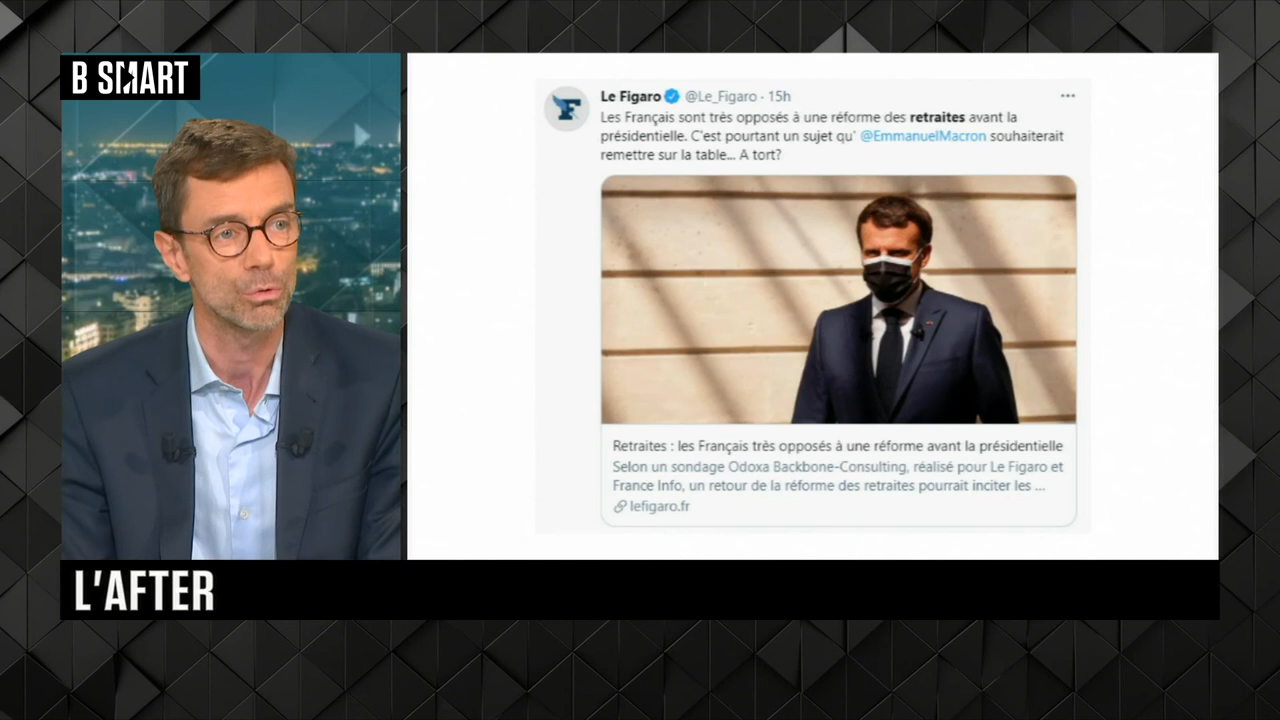 B SMART
Le Figaro @Le_Figaro · 15h
Les Français sont très opposés à une réforme des retraites avant la
présidentielle. C'est pourtant un sujet qu' @EmmanuelMacron souhaiterait
remettre sur la table... A tort?
Retraites : les Français très opposés à une réforme avant la présidentielle
Selon un sondage Odoxa Backbone-Consulting, réalisé pour Le Figaro et
France Info, un retour de la réforme des retraites pourrait inciter les ...
lefigaro.fr
L'AFTER